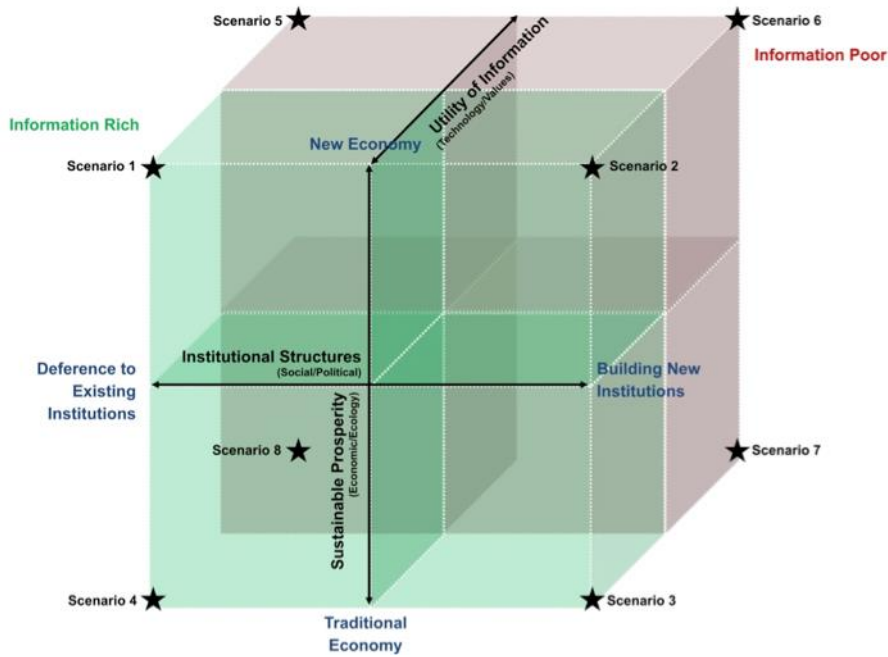 Scenario 5
Scenario 6
Utility of Information
(Technology/Values)
Information Poor
Information Rich
New Economy
Scenario 1
Scenario 2
Institutional Structures
(Social/Political)
Deference to
Existing
Institutions
Building New
Institutions
Sustainable Prosperity
(Economic/Ecology)
Scenario 8
Scenario 7
Scenario 4
Scenario 3
Traditional
Economy